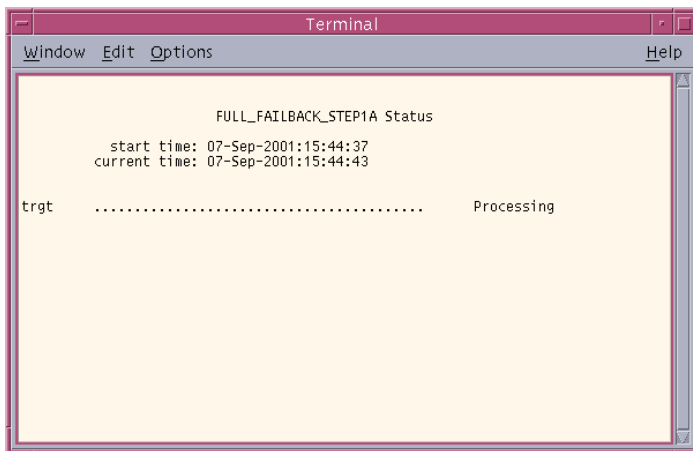 Terminal
Window Edit Options Help
FULL_FAILBACK_STEP1A Status
start time: 07-Sep-2001:15:44:37
current time: 07-Sep-2001:15:44:43
trgt ......................................... Processing